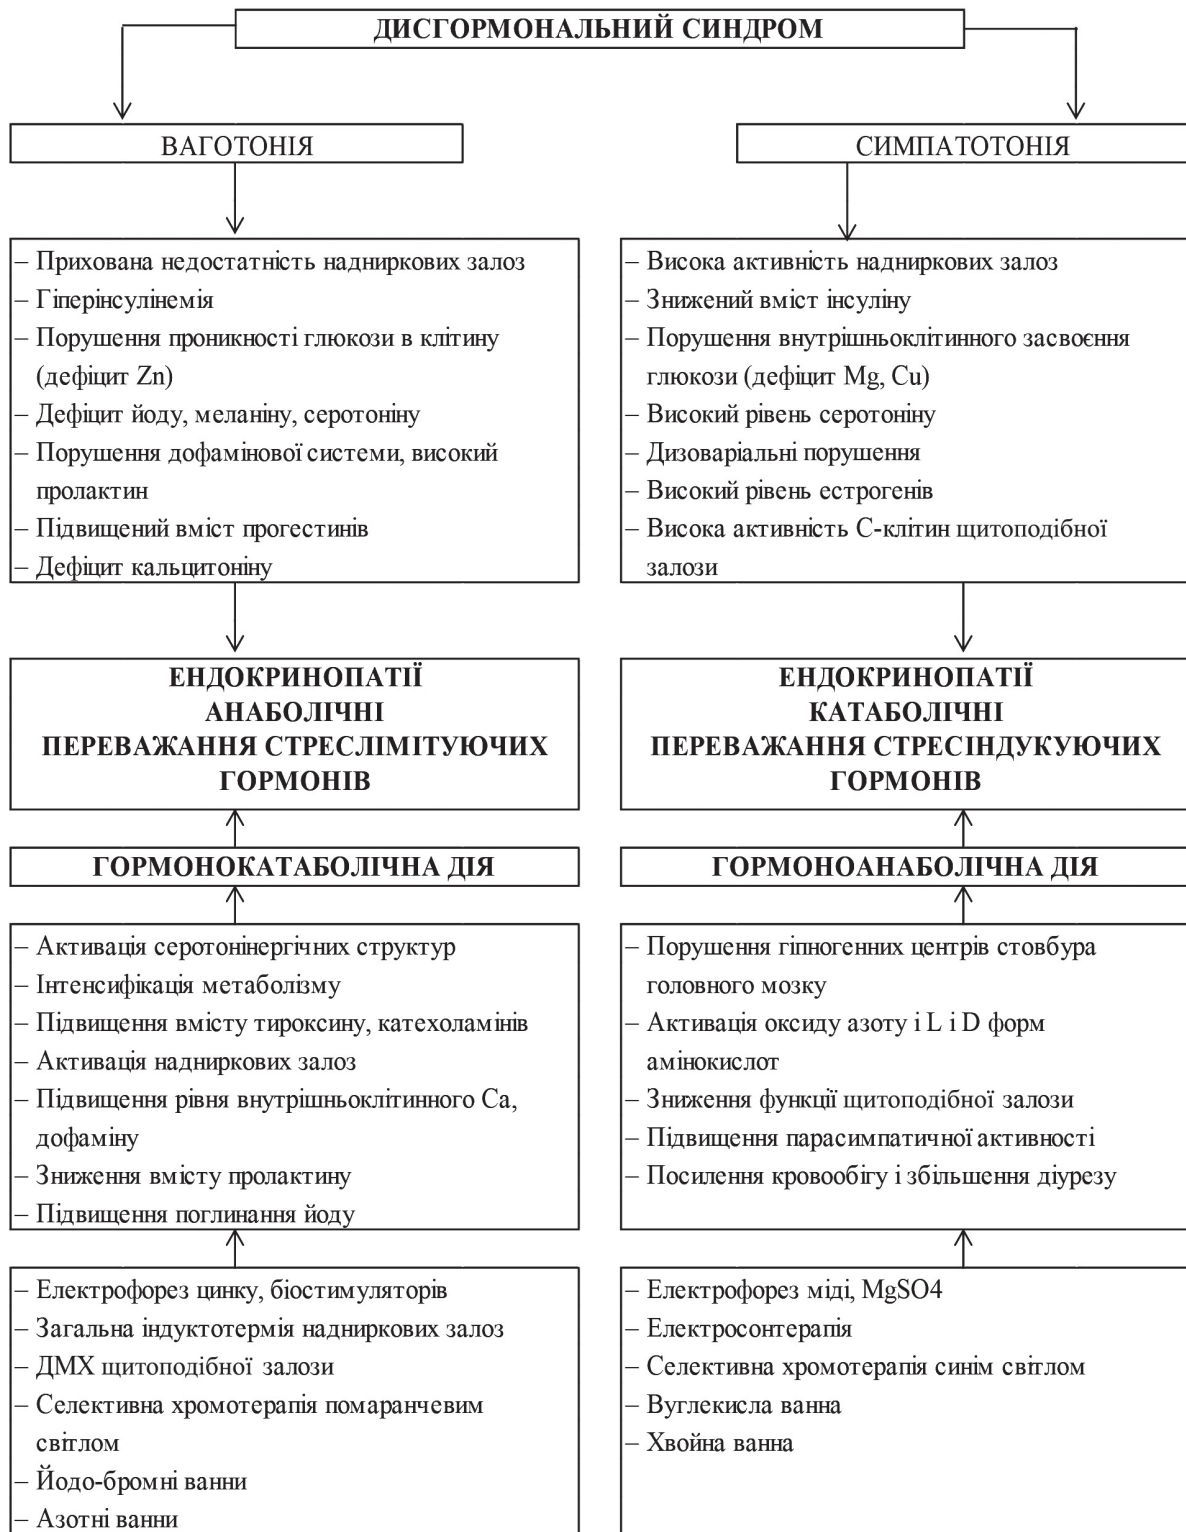 ДИСГОРМОНАЛЬНИЙ СИНДРОМ
ВАГОТОНІЯ
СИМПАТОТОНІЯ
– Прихована недостатність надниркових залоз
– Гіперінсулінемія
– Порушення проникності глюкози в клітину
(дефіцит Zn)
– Дефіцит йоду, меланіну, серотоніну
– Порушення дофамінової системи, високий
пролактин
– Підвищений вміст прогестинів
– Дефіцит кальцитоніну
– Висока активність надниркових залоз
– Знижений вміст інсуліну
– Порушення внутрішньоклітинного засвоєння
глюкози (дефіцит Mg, Cu)
– Високий рівень серотоніну
– Дизоваріальні порушення
– Високий рівень естрогенів
– Висока активність С-клітин щитоподібної
залози
ЕНДОКРИНОПАТІЇ
АНАБОЛІЧНІ
ПЕРЕВАЖАННЯ СТРЕСЛІМІТУЮЧИХ
ГОРМОНІВ
ЕНДОКРИНОПАТІЇ
КАТАБОЛІЧНІ
ПЕРЕВАЖАННЯ СТРЕСІНДУКУЮЧИХ
ГОРМОНІВ
ГОРМОНОКАТАБОЛІЧНА ДІЯ
ГОРМОНОАНАБОЛІЧНА ДІЯ
– Активація серотонінергічних структур
– Інтенсифікація метаболізму
– Підвищення вмісту тироксину, катехоламінів
– Активація надниркових залоз
– Підвищення рівня внутрішньоклітинного Са,
дофаміну
– Зниження вмісту пролактину
– Підвищення поглинання йоду
– Порушення гіпногенних центрів стовбура
головного мозку
– Активація оксиду азоту і L і D форм
амінокислот
– Зниження функції щитоподібної залози
– Підвищення парасимпатичної активності
– Посилення кровообігу і збільшення діурезу
– Електрофорез цинку, біостимуляторів
– Загальна індуктотермія надниркових залоз
– ДМХ щитоподібної залози
– Селективна хромотерапія помаранчевим
світлом
– Йодо-бромні ванни
– Азотні ванни
– Електрофорез міді, MgSO4
– Електросонтерапія
– Селективна хромотерапія синім світлом
– Вуглекисла ванна
– Хвойна ванна